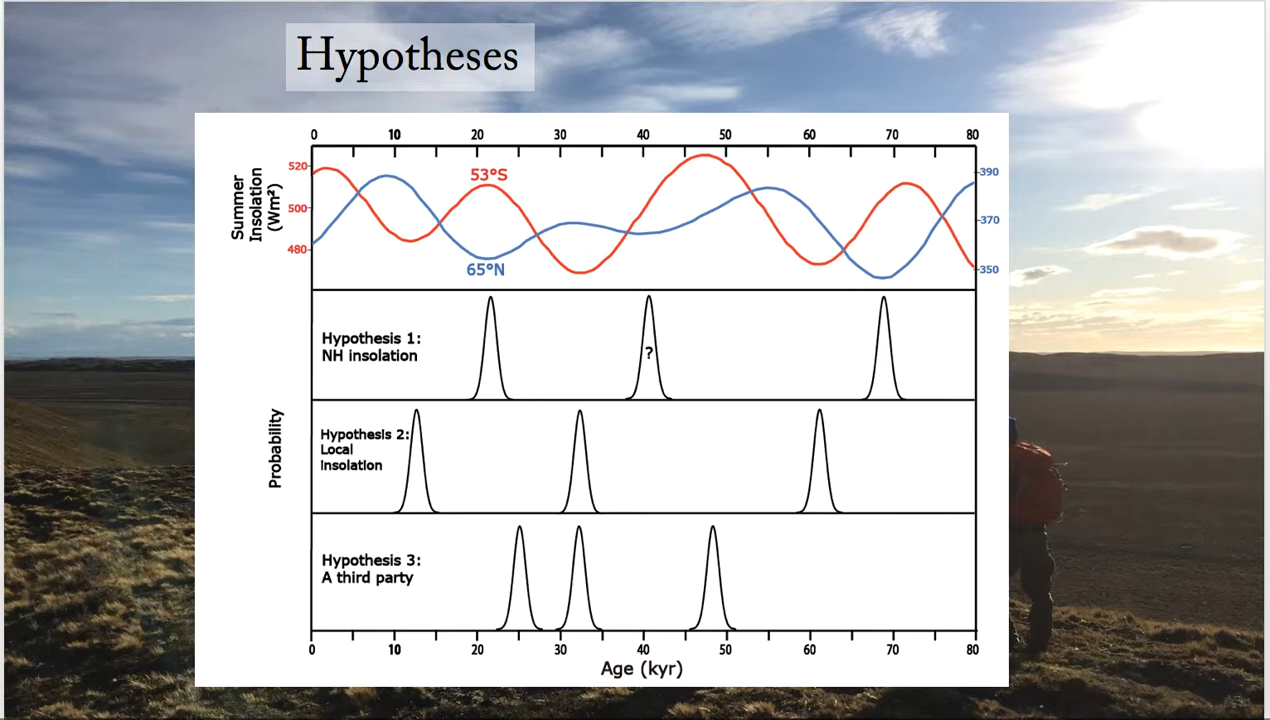 Hypotheses
0 10 20 30 40 50 60 70 80
Summer
Insolation
(Wm²)
520
500
480
53°S
65°N
390
370
350
Hypothesis 1:
NH insolation
?
Probability
Hypothesis 2:
Local
insolation
Hypothesis 3:
A third party
0 10 20 30 40 50 60 70 80
Age (kyr)